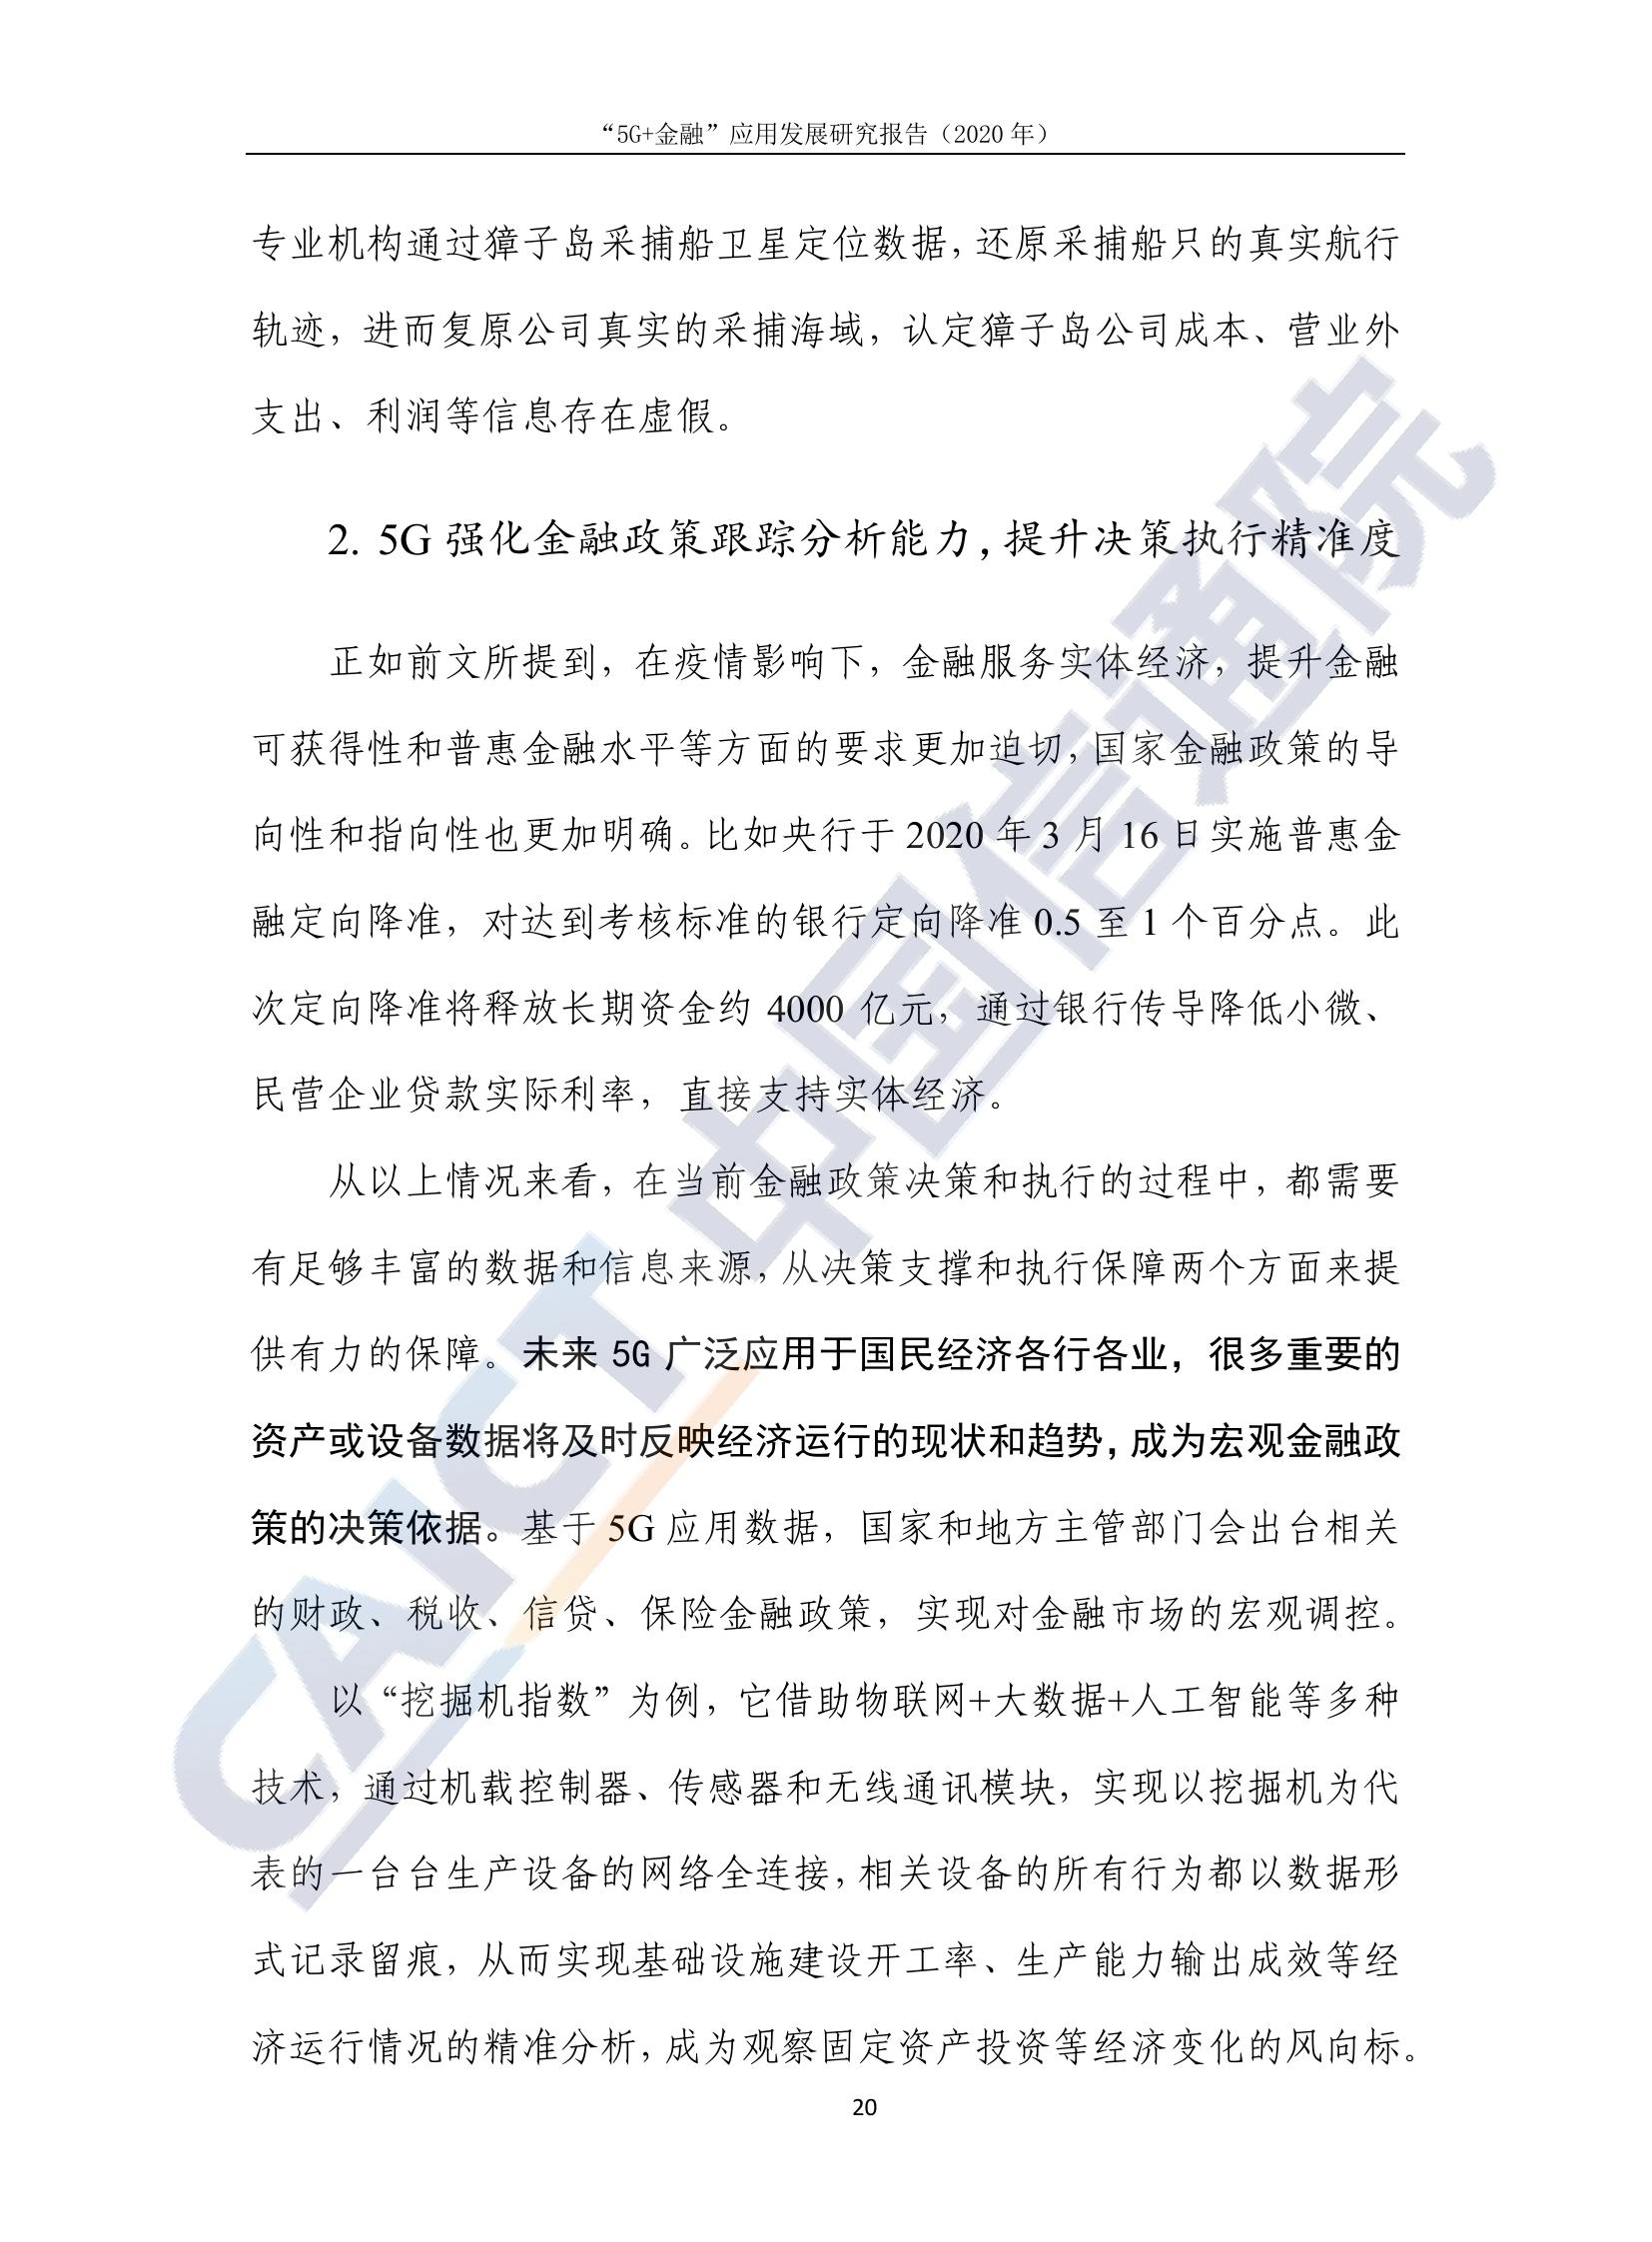 “5G+金融”应用发展研究报告（2020 年）
专业机构通过獐子岛采捕船卫星定位数据，还原采捕船只的真实航行
轨迹，进而复原公司真实的采捕海域，认定獐子岛公司成本、营业外
支出、利润等信息存在虚假。
2. 5G 强化金融政策跟踪分析能力，提升决策执行精准度
正如前文所提到，在疫情影响下，金融服务实体经济，提升金融
可获得性和普惠金融水平等方面的要求更加迫切，国家金融政策的导
向性和指向性也更加明确。比如央行于 2020 年 3 月 16 日实施普惠金
融定向降准，对达到考核标准的银行定向降准 0.5 至 1 个百分点。此
次定向降准将释放长期资金约 4000 亿元，通过银行传导降低小微、
民营企业贷款实际利率，直接支持实体经济。
从以上情况来看，在当前金融政策决策和执行的过程中，都需要
有足够丰富的数据和信息来源，从决策支撑和执行保障两个方面来提
供有力的保障。未来 5G 广泛应用于国民经济各行各业，很多重要的
资产或设备数据将及时反映经济运行的现状和趋势，成为宏观金融政
策的决策依据。基于 5G 应用数据，国家和地方主管部门会出台相关
的财政、税收、信贷、保险金融政策，实现对金融市场的宏观调控。
以“挖掘机指数”为例，它借助物联网+大数据+人工智能等多种
技术，通过机载控制器、传感器和无线通讯模块，实现以挖掘机为代
表的一台台生产设备的网络全连接，相关设备的所有行为都以数据形
式记录留痕，从而实现基础设施建设开工率、生产能力输出成效等经
济运行情况的精准分析，成为观察固定资产投资等经济变化的风向标。
20
CAICT 中国信通院